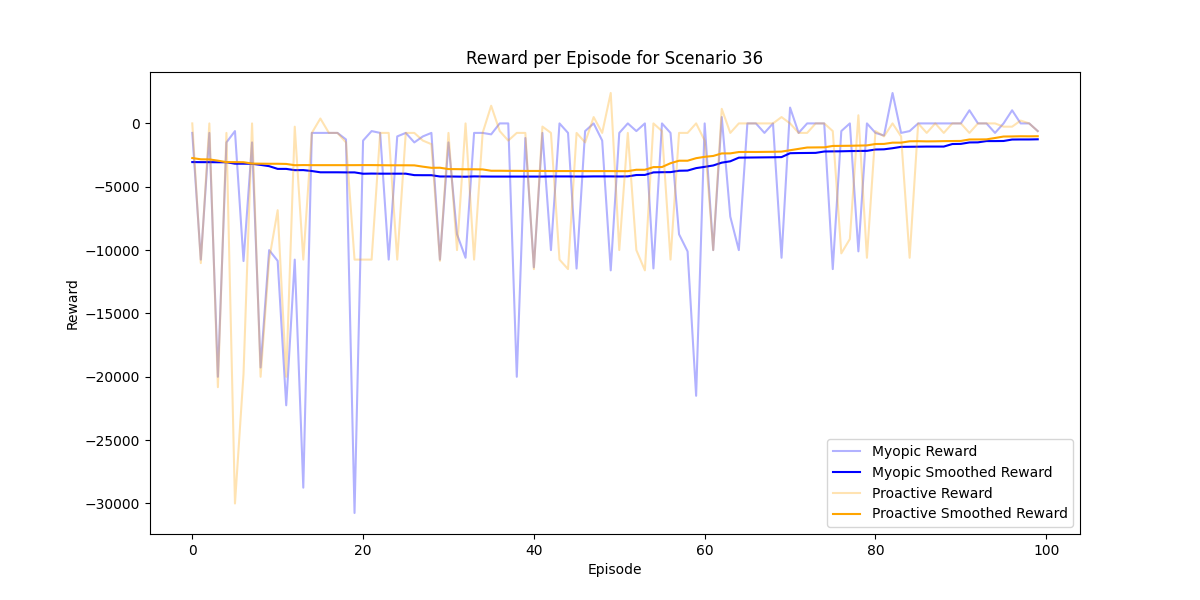 Reward per Episode for Scenario 36
Reward
0
−5000
−10000
−15000
−20000
−25000
−30000
0 20 40 60 80 100
Episode
Myopic Reward
Myopic Smoothed Reward
Proactive Reward
Proactive Smoothed Reward